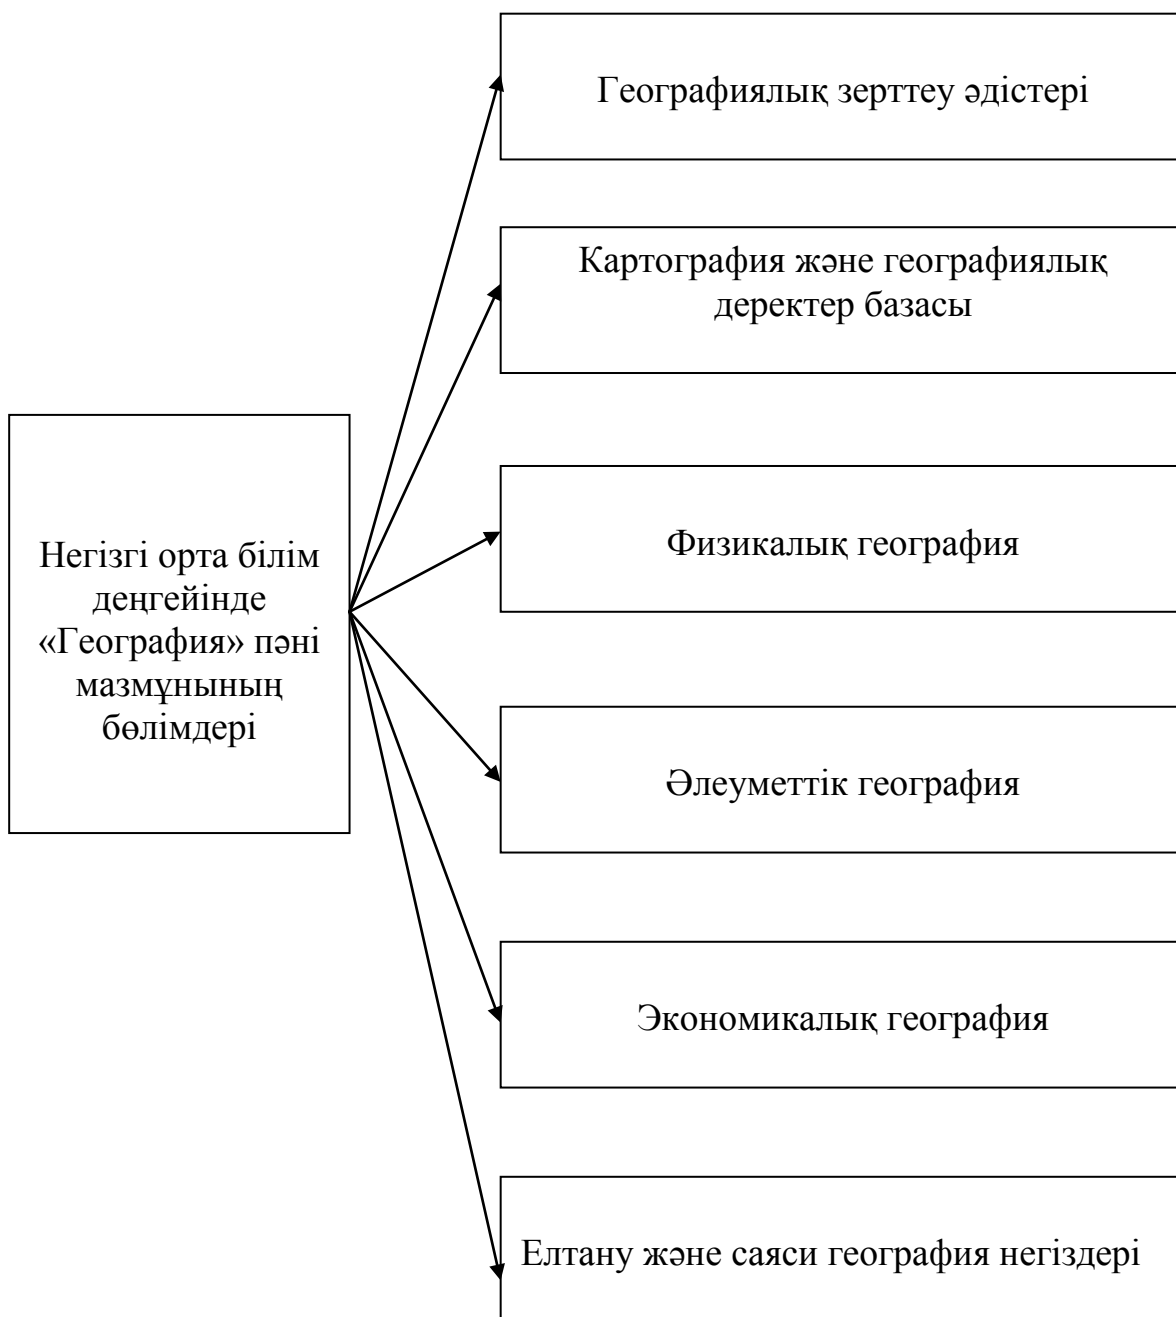 Географиялық зерттеу әдістері
Картография және географиялық
деректер базасы
Негізгі орта білім
деңгейінде
«География» пәні
мазмұнының
бөлімдері
Физикалық география
Әлеуметтік география
Экономикалық география
Елтану және саяси география негіздері